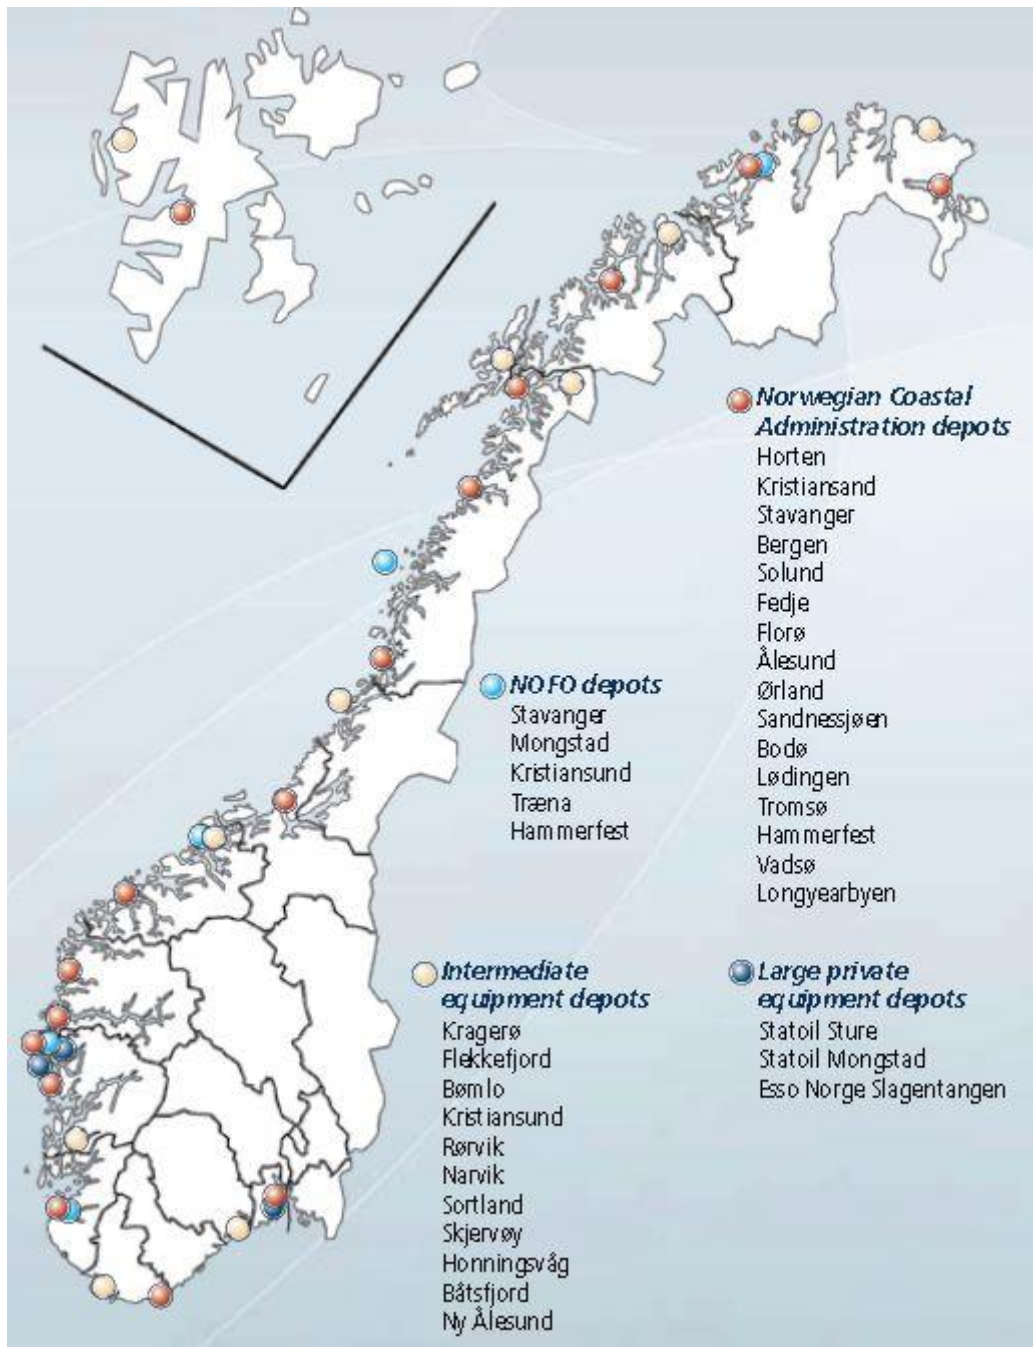 Norwegian Coastal
Administration depots
Horten
Kristiansand
Stavanger
Bergen
Solund
Fedje
Florø
Ålesund
Ørland
Sandnessjøen
Bodø
Lødingen
Tromsø
Hammerfest
Vadsø
Longyearbyen
NOFO depots
Stavanger
Mongstad
Kristiansund
Træna
Hammerfest
Intermediate
equipment depots
Kragerø
Flekkefjord
Bømlo
Kristiansund
Rørvik
Narvik
Sortland
Skjervøy
Honningsvåg
Båtsfjord
Ny Ålesund
Large private
equipment depots
Statoil Sture
Statoil Mongstad
Esso Norge Slagentangen